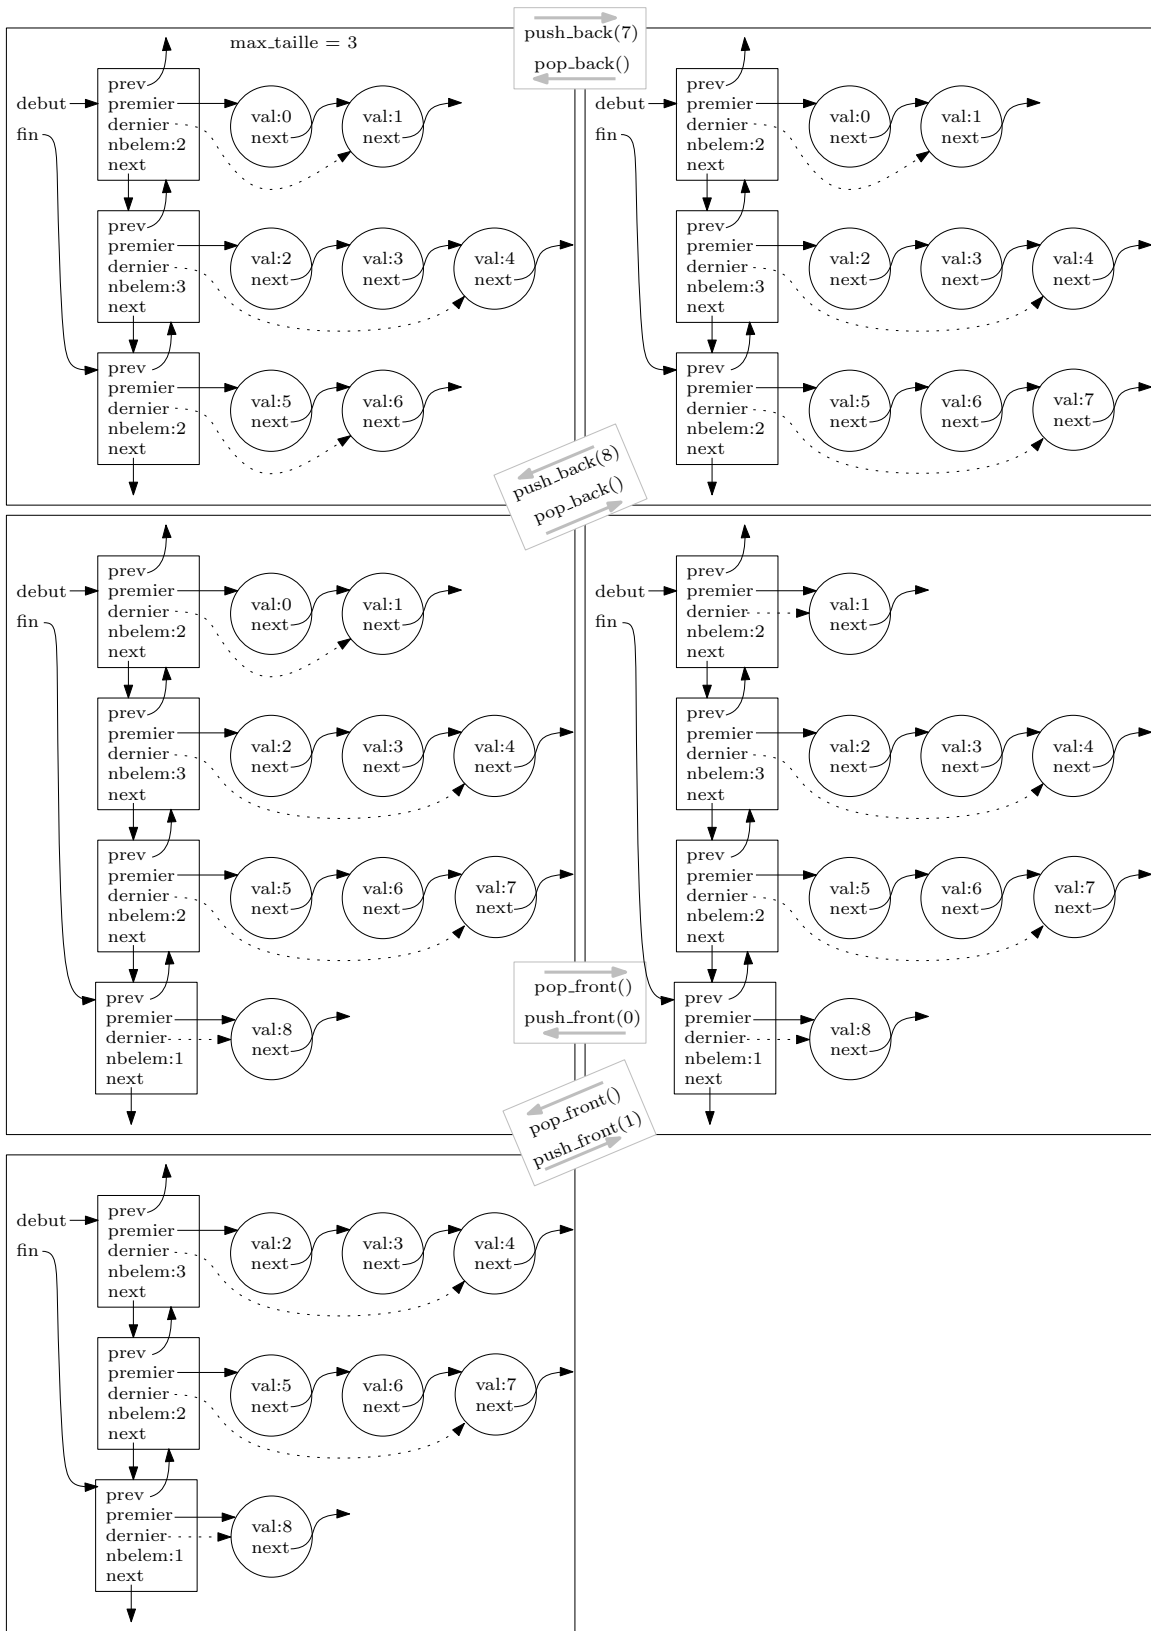 max_taille = 3
push_back(7)
pop_back()
debut
fin
prev
premier
dernier
nbelem:2
next
val:0
next
val:1
next
prev
premier
dernier
nbelem:3
next
val:2
next
val:3
next
val:4
next
prev
premier
dernier
nbelem:2
next
val:5
next
val:6
next
debut
fin
prev
premier
dernier
nbelem:2
next
val:0
next
val:1
next
prev
premier
dernier
nbelem:3
next
val:2
next
val:3
next
val:4
next
prev
premier
dernier
nbelem:2
next
val:5
next
val:6
next
val:7
next
push_back(8)
pop_back()
debut
fin
prev
premier
dernier
nbelem:2
next
val:0
next
val:1
next
prev
premier
dernier
nbelem:3
next
val:2
next
val:3
next
val:4
next
prev
premier
dernier
nbelem:2
next
val:5
next
val:6
next
val:7
next
prev
premier
dernier
nbelem:1
next
val:8
next
pop_front()
push_front(0)
debut
fin
prev
premier
dernier
nbelem:2
next
val:1
next
prev
premier
dernier
nbelem:3
next
val:2
next
val:3
next
val:4
next
prev
premier
dernier
nbelem:2
next
val:5
next
val:6
next
val:7
next
prev
premier
dernier
nbelem:1
next
val:8
next
pop_front()
push_front(1)
debut
fin
prev
premier
dernier
nbelem:3
next
val:2
next
val:3
next
val:4
next
prev
premier
dernier
nbelem:2
next
val:5
next
val:6
next
val:7
next
prev
premier
dernier
nbelem:1
next
val:8
next